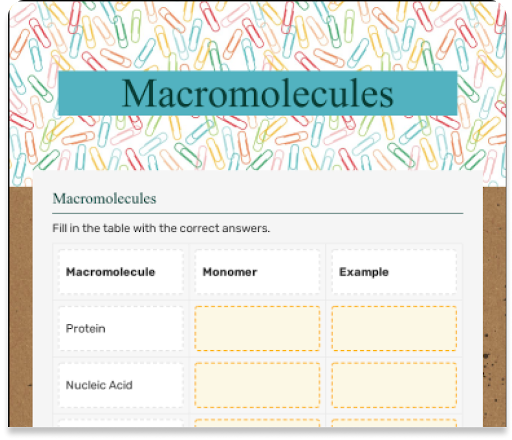 Macromolecules
Macromolecules
Fill in the table with the correct answers.
Macromolecule Monomer Example
Protein
Nucleic Acid